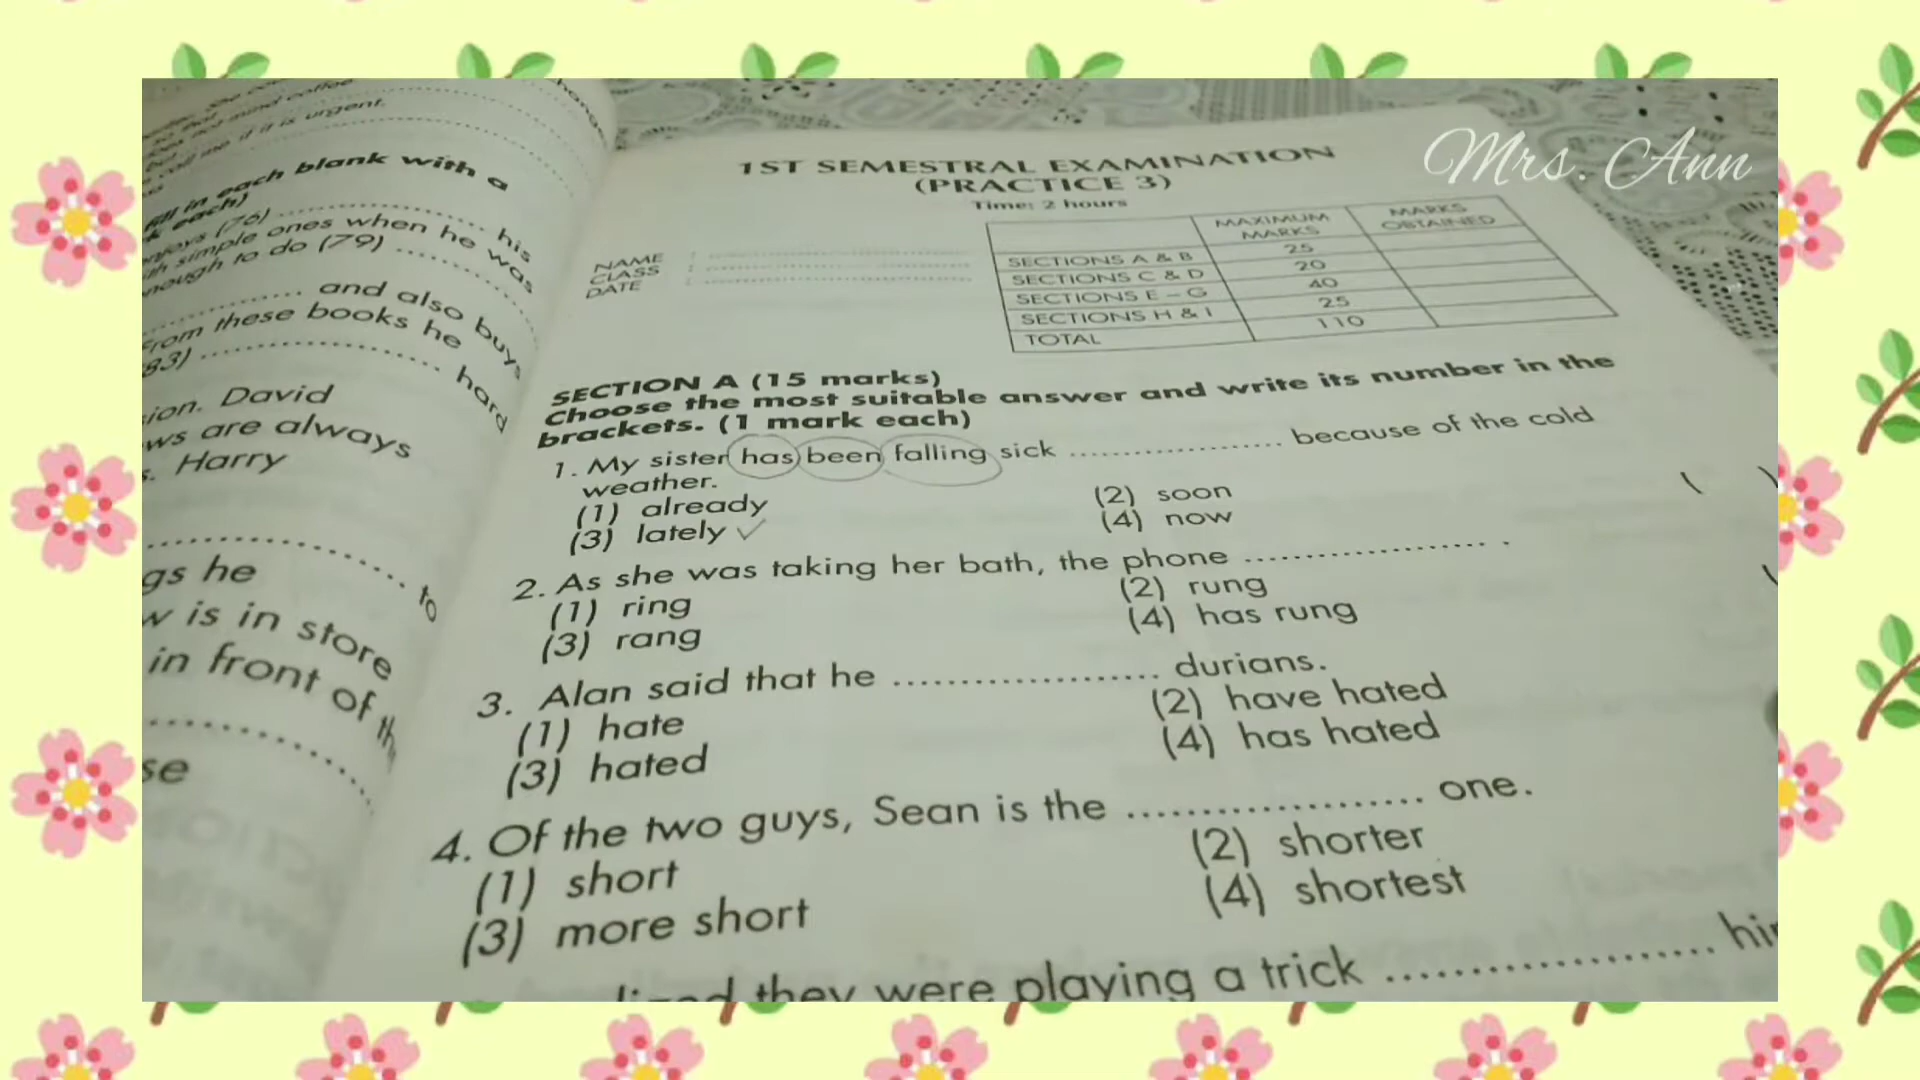 his
fill in each blank with a
each)
enjoys (76)
simple ones when he was
enough to do (79)
and also buys
From these books he
83)
hard
David
are always
Harry
to
he
is in store
in front of
Mrs. Ann
1ST SEMESTRAL EXAMINATION
(PRACTICE 3)
Time: 2 hours
NAME :
CLASS :
DATE :
MAXIMUM MARKS MARKS OBTAINED
SECTIONS A & B 25
SECTIONS C & D 20
SECTIONS E – G 40
SECTIONS H & I 25
TOTAL 110
SECTION A (15 marks)
Choose the most suitable answer and write its number in the
brackets. (1 mark each)
1. My sister has been falling sick .................... because of the cold
weather.
(1) already (2) soon
(3) lately ✓ (4) now ( )
2. As she was taking her bath, the phone .................... .
(1) ring (2) rung
(3) rang (4) has rung
3. Alan said that he .................... durians.
(1) hate (2) have hated
(3) hated (4) has hated
4. Of the two guys, Sean is the .................... one.
(1) short (2) shorter
(3) more short (4) shortest
they were playing a trick ....................